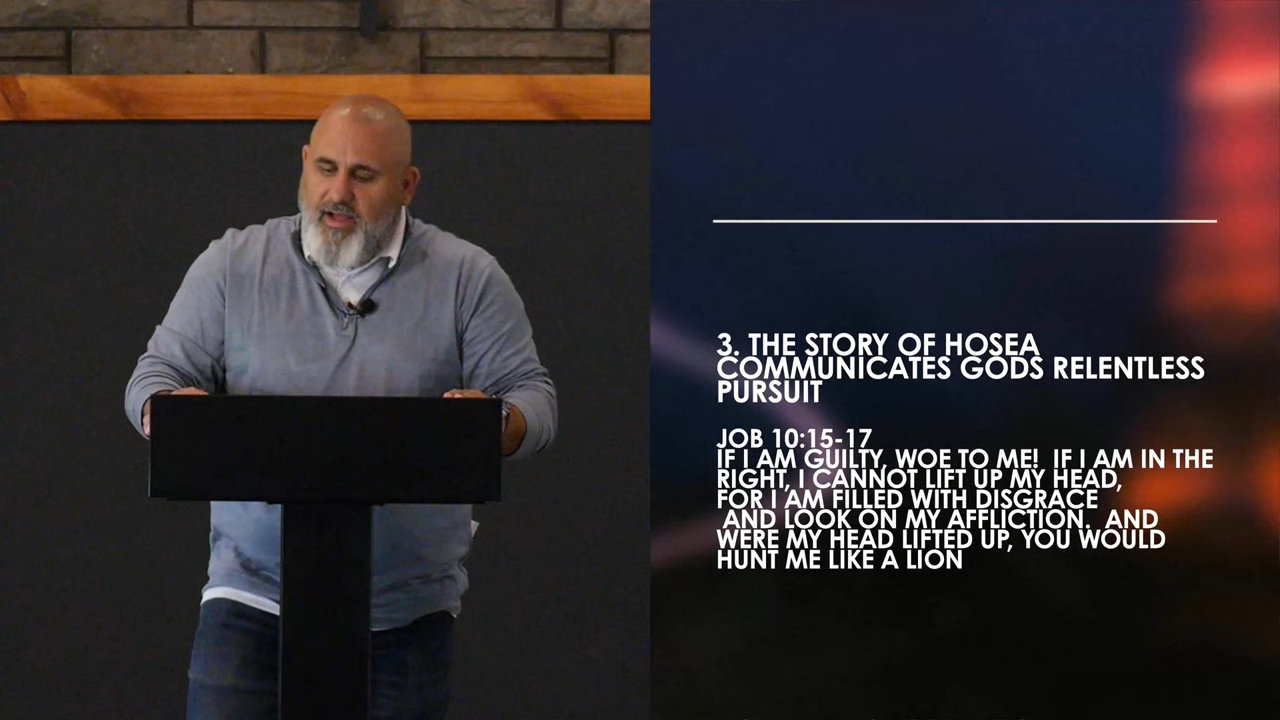 3. THE STORY OF HOSEA
COMMUNICATES GODS RELENTLESS
PURSUIT
JOB 10:15-17
IF I AM GUILTY, WOE TO ME!  IF I AM IN THE
RIGHT, I CANNOT LIFT UP MY HEAD,
FOR I AM FILLED WITH DISGRACE
AND LOOK ON MY AFFLICTION.  AND
WERE MY HEAD LIFTED UP, YOU WOULD
HUNT ME LIKE A LION